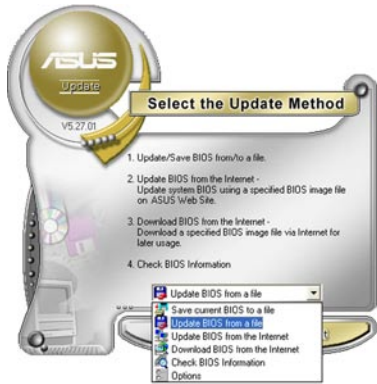 ASUS
Update
V5.27.01
Select the Update Method
1. Update/Save BIOS from/to a file.
2. Update BIOS from the Internet -
Update system BIOS using a specified BIOS image file
on ASUS Web Site.
3. Download BIOS from the Internet -
Download a specified BIOS image file via Internet for
later usage.
4. Check BIOS Information
Update BIOS from a file
Save current BIOS to a file
Update BIOS from a file
Update BIOS from the Internet
Download BIOS from the Internet
Check BIOS Information
Options